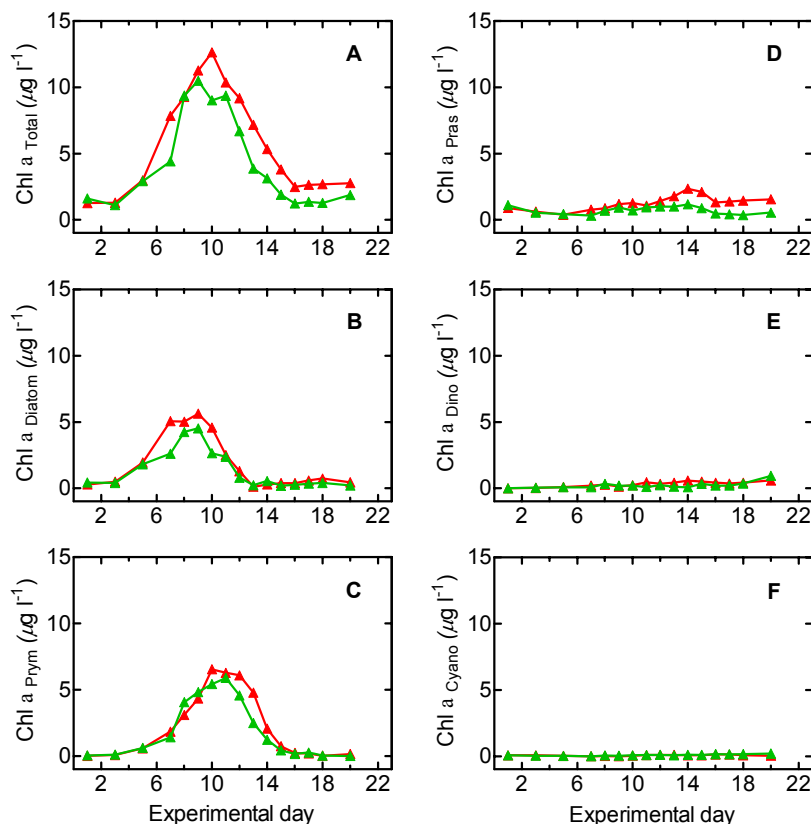 A
Chl a Total (µg l-1)
15
10
5
0
2 6 10 14 18 22
D
Chl a Pras (µg l-1)
15
10
5
0
2 6 10 14 18 22
B
Chl a Diatom (µg l-1)
15
10
5
0
2 6 10 14 18 22
E
Chl a Dino (µg l-1)
15
10
5
0
2 6 10 14 18 22
C
Chl a Prym (µg l-1)
15
10
5
0
2 6 10 14 18 22
Experimental day
F
Chl a Cyano (µg l-1)
15
10
5
0
2 6 10 14 18 22
Experimental day